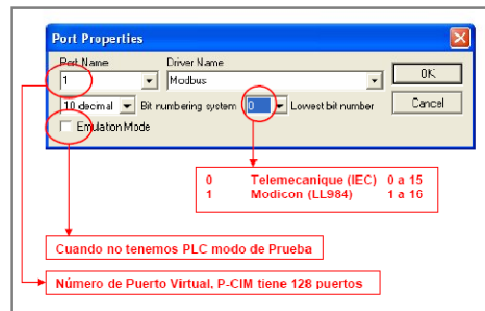 Port Properties
Port Name Driver Name
1 Modbus OK
10 decimal Bit numbering system 0 Lowest bit number Cancel
Emulation Mode
0 Telemecanique (IEC) 0 a 15
1 Modicon (LL984) 1 a 16
Cuando no tenemos PLC modo de Prueba
Número de Puerto Virtual, P-CIM tiene 128 puertos